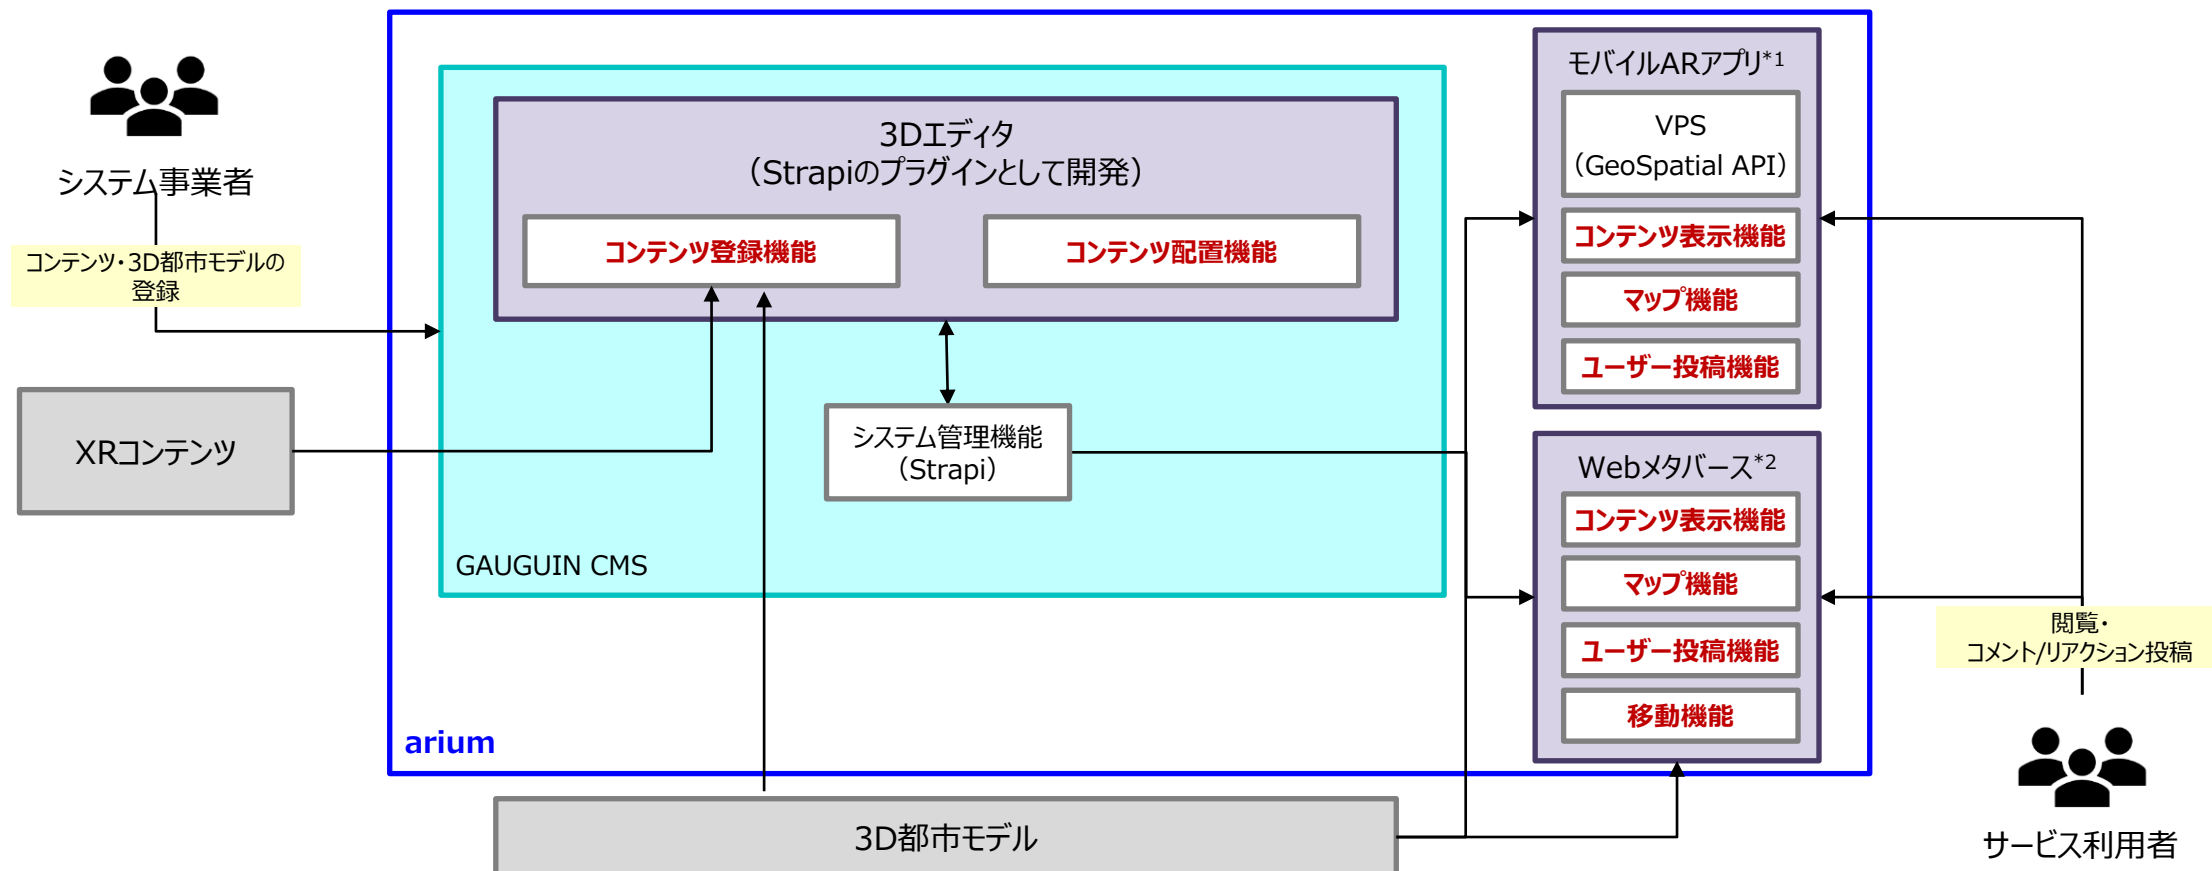 システム事業者
コンテンツ・3D都市モデルの
登録
XRコンテンツ
3Dエディタ
（Strapiのプラグインとして開発）
コンテンツ登録機能
コンテンツ配置機能
システム管理機能
（Strapi）
GAUGUIN CMS
arium
3D都市モデル
モバイルARアプリ*1
VPS
（GeoSpatial API）
コンテンツ表示機能
マップ機能
ユーザー投稿機能
Webメタバース*2
コンテンツ表示機能
マップ機能
ユーザー投稿機能
移動機能
閲覧・
コメント/リアクション投稿
サービス利用者